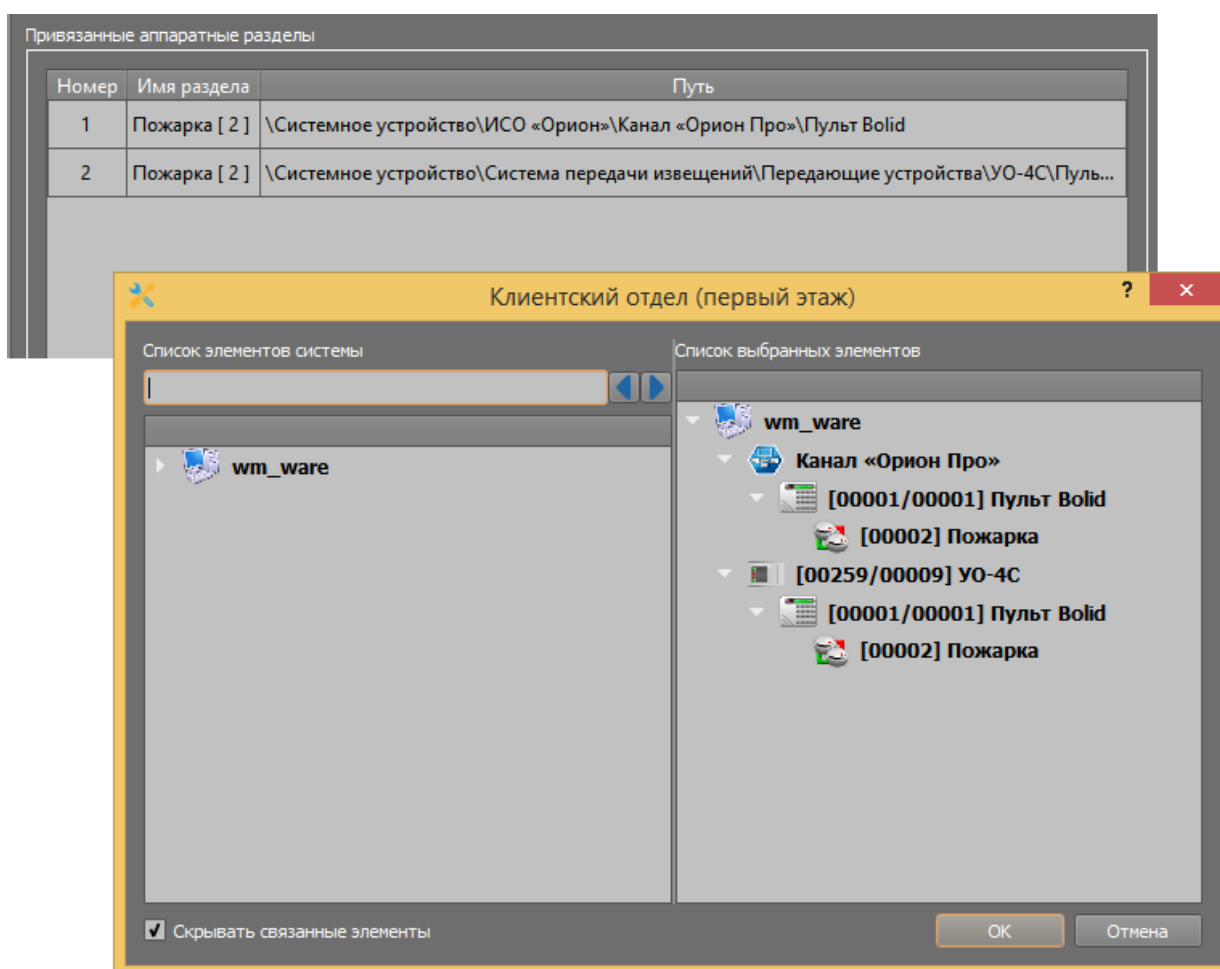 Привязанные аппаратные разделы
Номер Имя раздела Путь
1 Пожарка [ 2 ] \Системное устройство\ИСО «Орион»\Канал «Орион Про»\Пульт Bolid
2 Пожарка [ 2 ] \Системное устройство\Система передачи извещений\Передающие устройства\УО-4С\Пуль...
Клиентский отдел (первый этаж) ? ×
Список элементов системы
wm_ware
Список выбранных элементов
wm_ware
Канал «Орион Про»
[00001/00001] Пульт Bolid
[00002] Пожарка
[00259/00009] УО-4С
[00001/00001] Пульт Bolid
[00002] Пожарка
Скрывать связанные элементы
OK Отмена